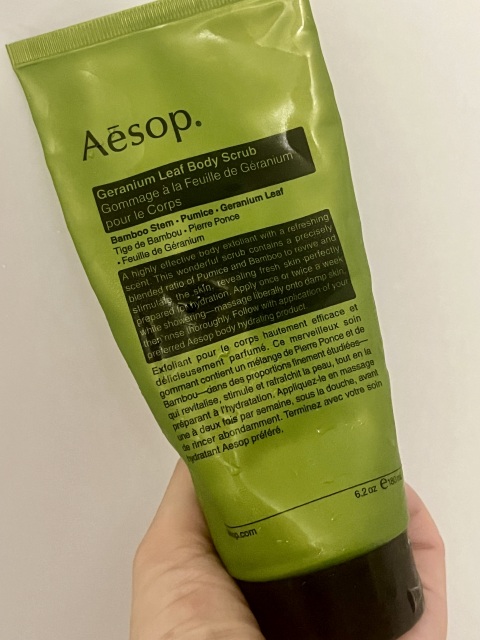 Aēsop.
Geranium Leaf Body Scrub
Gommage à la Feuille de Géranium
pour le Corps
Bamboo Stem • Pumice • Geranium Leaf
Tige de Bambou • Pierre Ponce
• Feuille de Géranium
A highly effective body exfoliant with a refreshing
scent. This wonderful scrub contains a precisely
blended ratio of Pumice and Bamboo to revive and
stimulate the skin, revealing fresh skin perfectly
prepared for hydration. Apply once or twice a week
while showering—massage liberally onto damp skin,
then rinse thoroughly. Follow with application of your
preferred Aesop body hydrating product.
Exfoliant pour le corps hautement efficace et
délicieusement parfumé. Ce merveilleux soin
gommant contient un mélange de Pierre Ponce et de
Bambou—dans des proportions finement étudiées—
qui revitalise, stimule et rafraîchit la peau, tout en la
préparant à l'hydratation. Appliquez-le en massage
une à deux fois par semaine, sous la douche, avant
de rincer abondamment. Terminez avec votre soin
hydratant Aesop préféré.
6.2 oz ℮180
.com